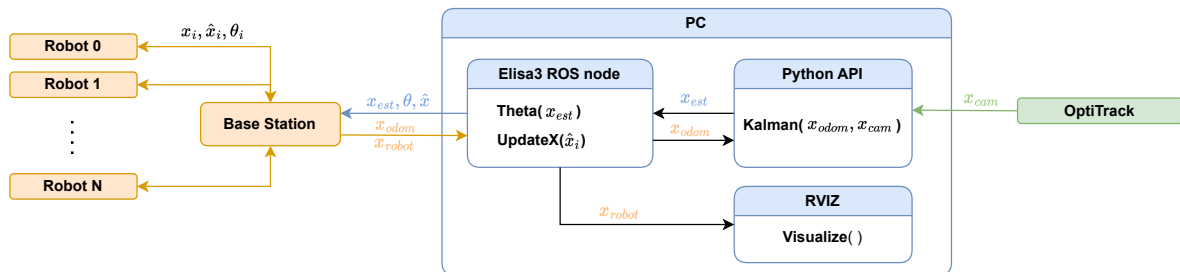 PC
x_i, x̂_i, θ_i
Robot 0
Robot 1
⋮
Robot N
Base Station
x_est, θ, x̂
x_odom
x_robot
Elisa3 ROS node
Theta( x_est )
UpdateX(x̂_i)
x_est
x_odom
Python API
Kalman( x_odom, x_cam )
x_cam
OptiTrack
x_robot
RVIZ
Visualize( )